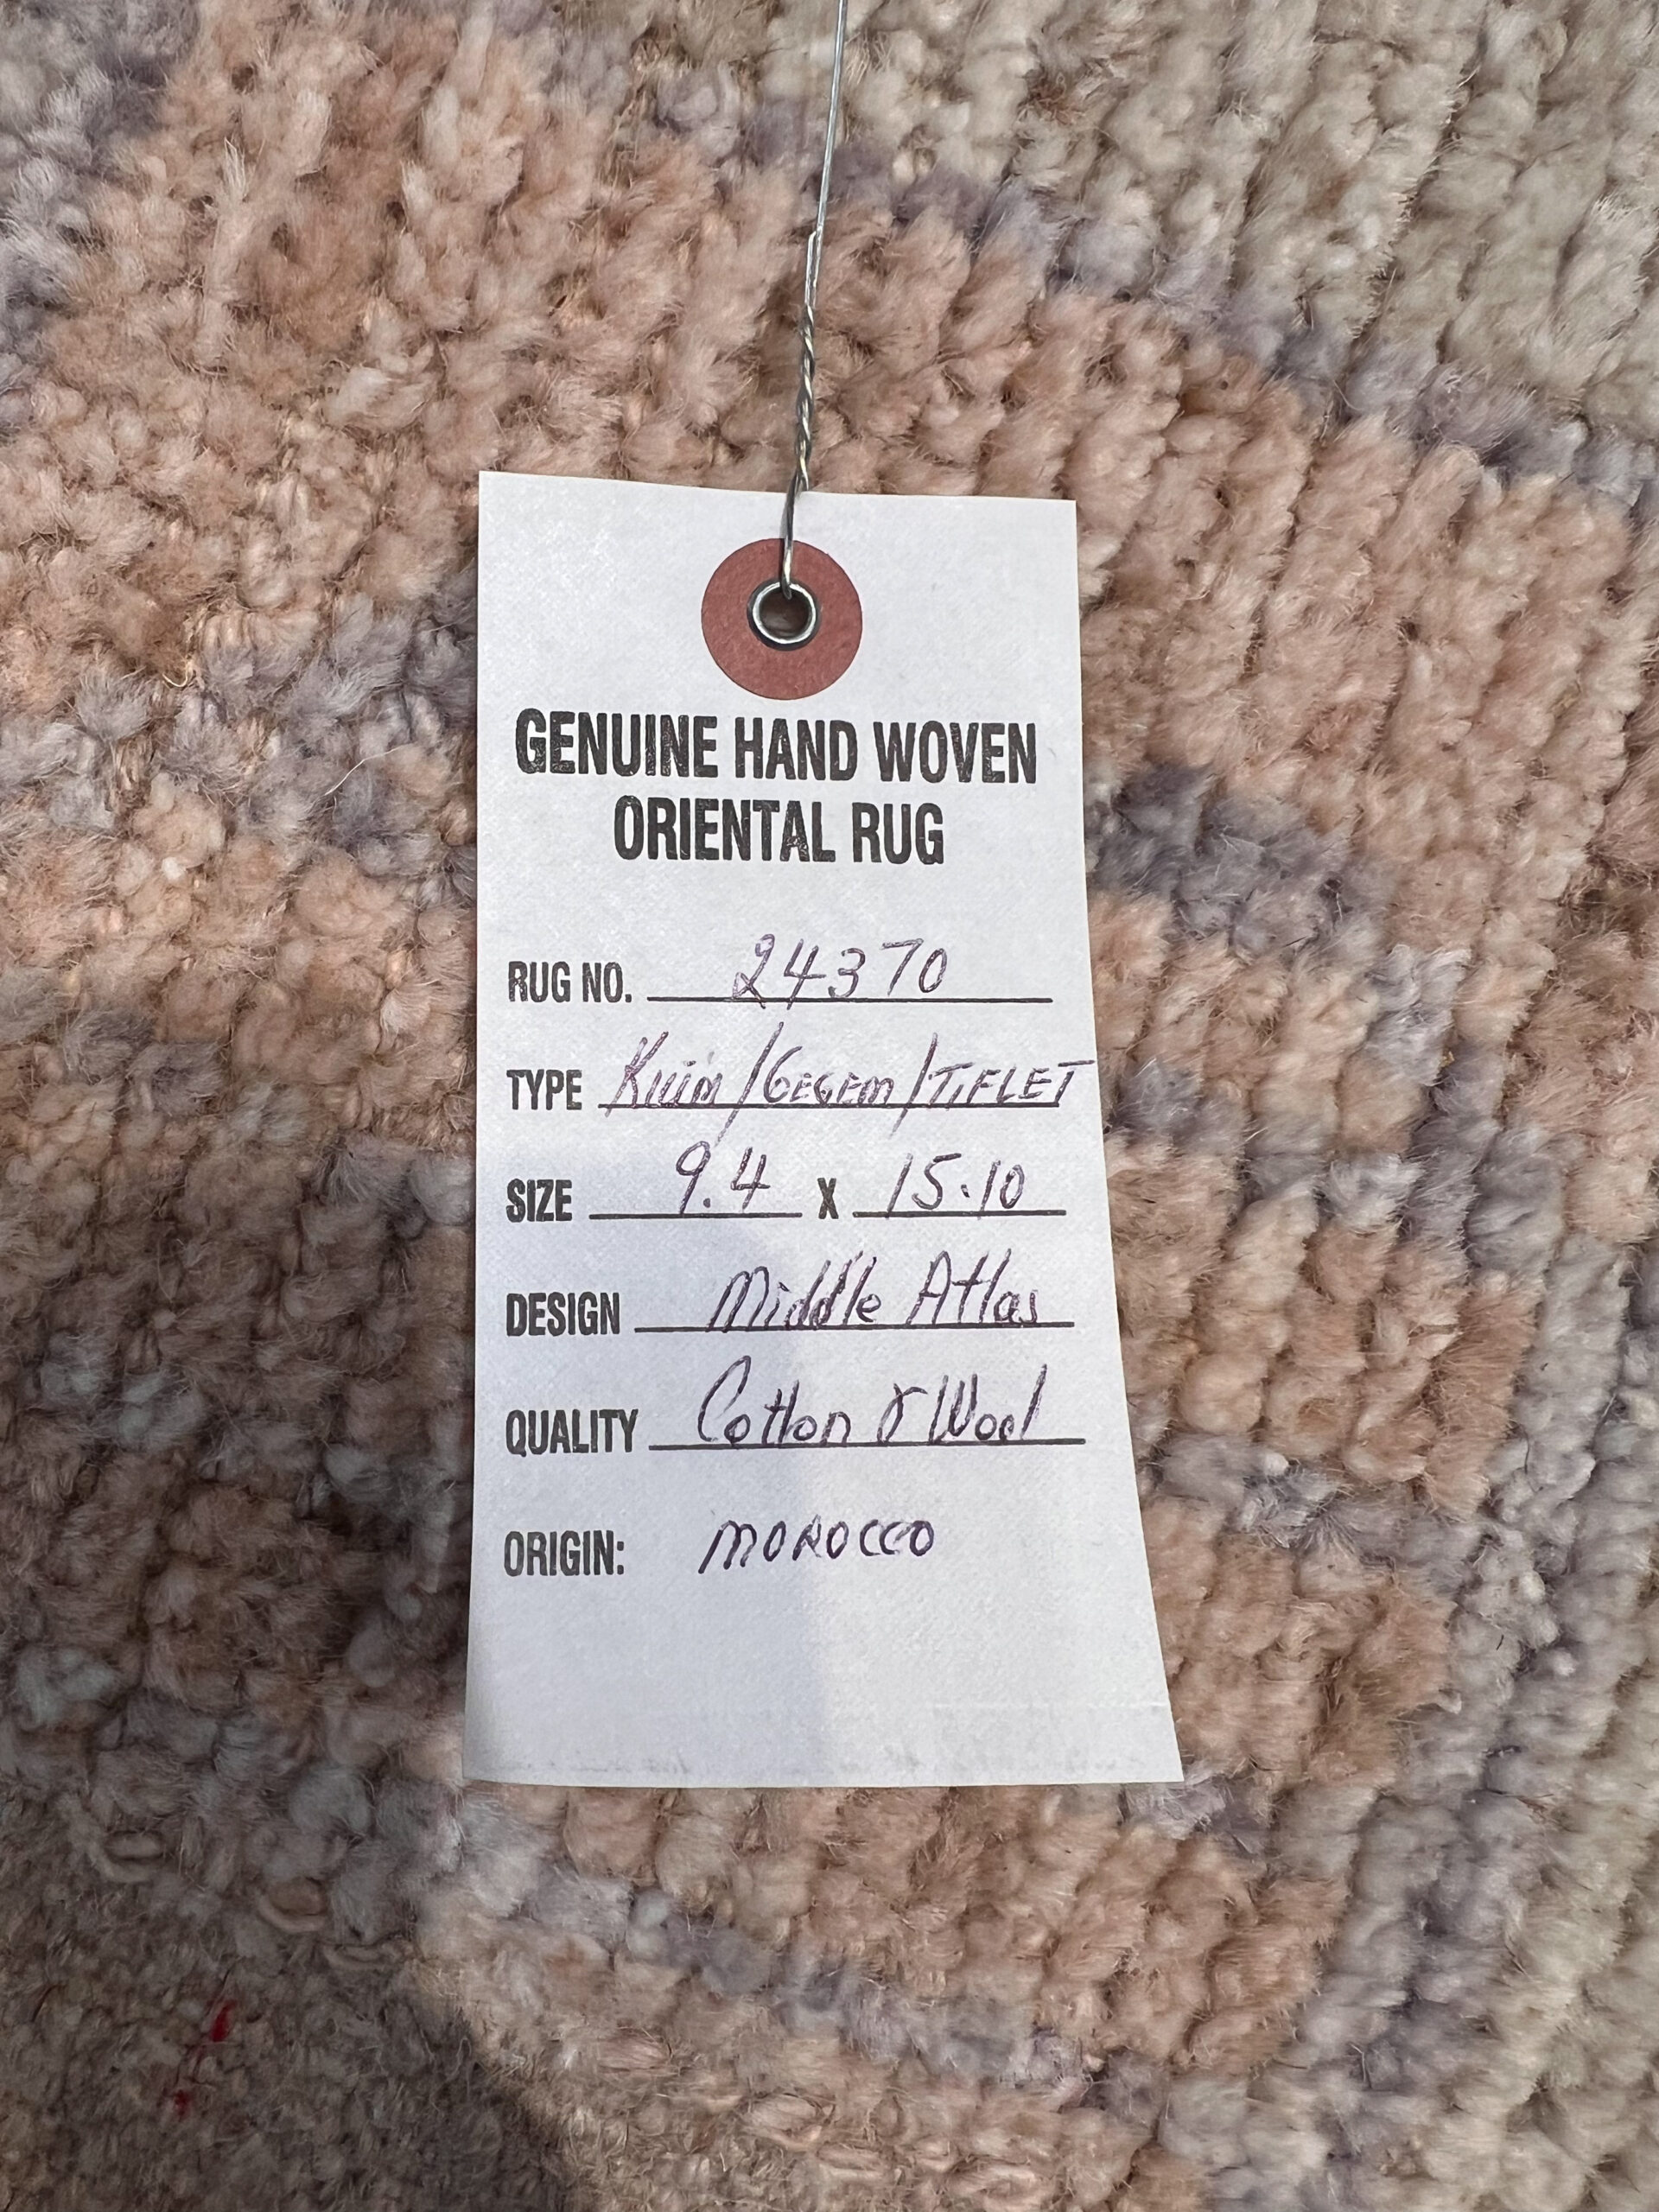 GENUINE HAND WOVEN
ORIENTAL RUG
RUG NO. 24370
TYPE Kilim/GEGEM/TIFLET
SIZE 9.4 X 15.10
DESIGN Middle Atlas
QUALITY Cotton & Wool
ORIGIN: MOROCCO